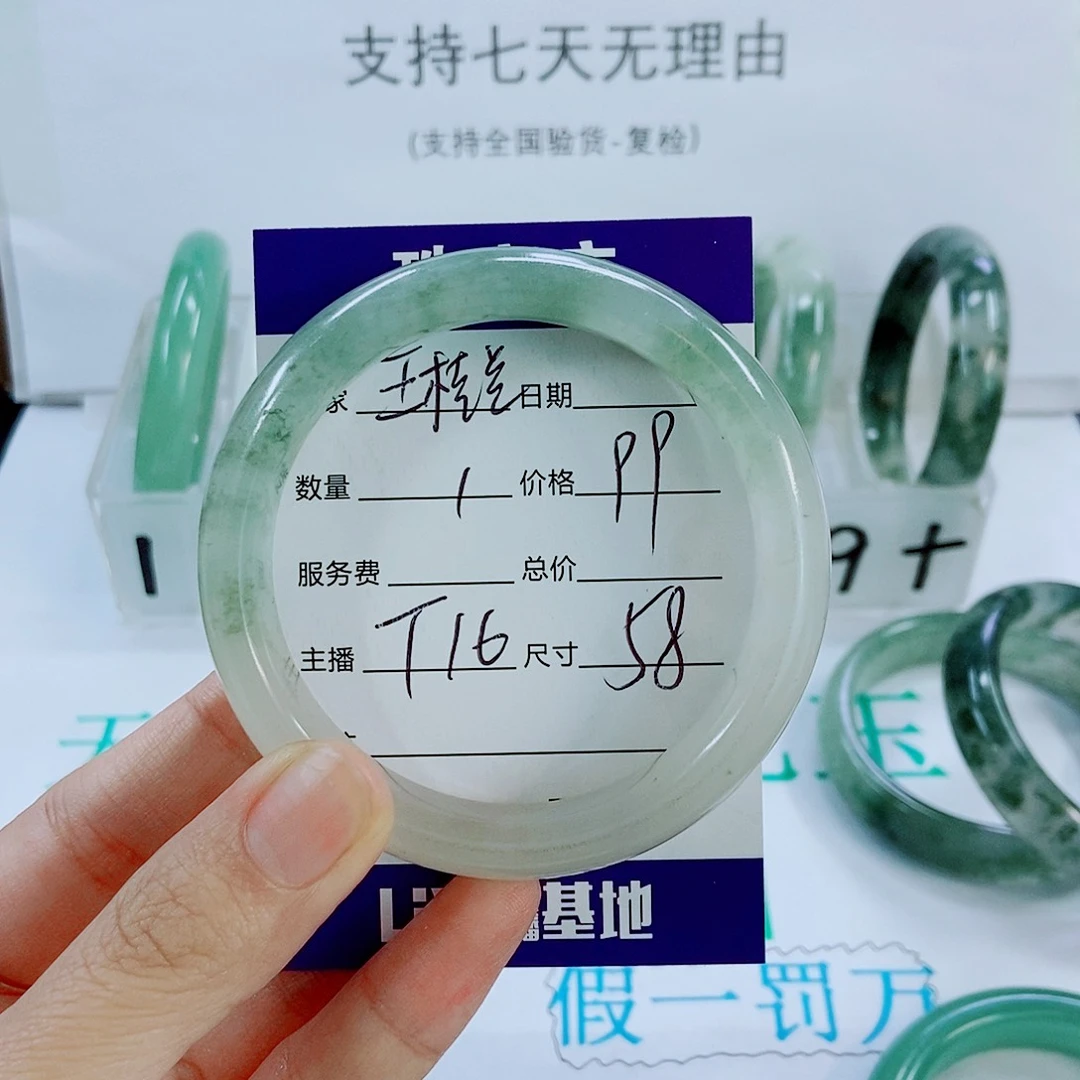 支持七天无理由
(支持全国验货-复检)
家 王桂兰 日期
数量 1 价格 PP
服务费 总价
主播 T16 尺寸 58
1
9+
玉
基地
假一罚万